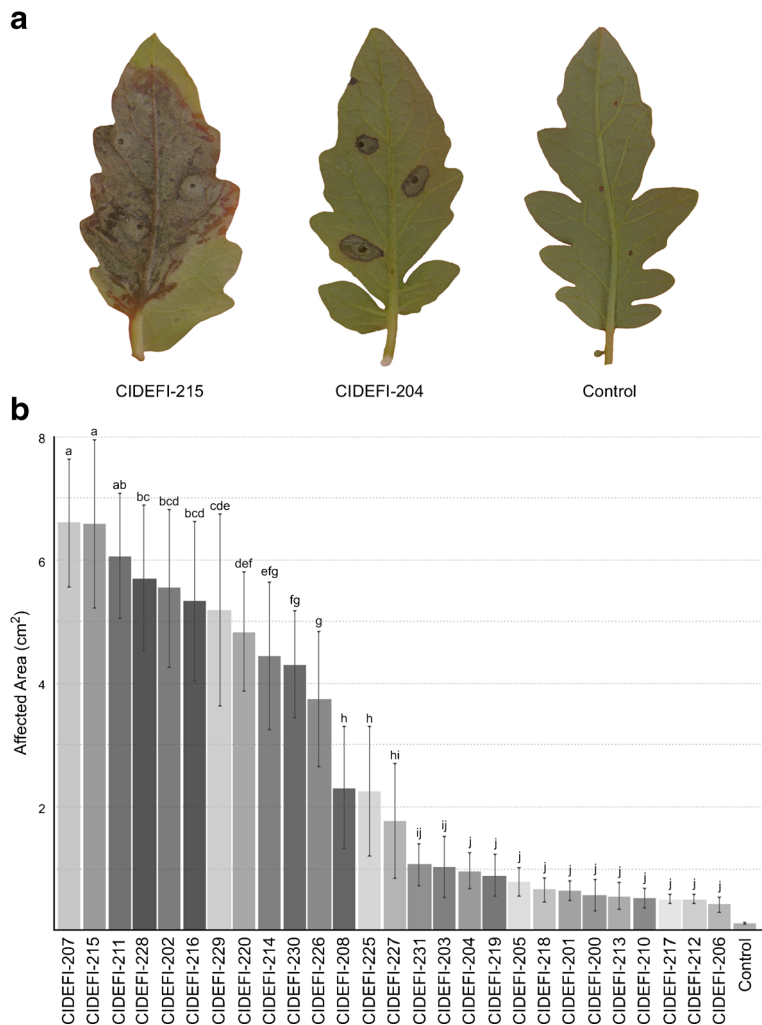 a
CIDEFI-215 CIDEFI-204 Control
b
8
6
4
2
Affected Area (cm²)
a a ab bc bcd bcd cde def efg fg g h h hi ij ij j j j j j j j j j j j
CIDEFI-207
CIDEFI-215
CIDEFI-211
CIDEFI-228
CIDEFI-202
CIDEFI-216
CIDEFI-229
CIDEFI-220
CIDEFI-214
CIDEFI-230
CIDEFI-226
CIDEFI-208
CIDEFI-225
CIDEFI-227
CIDEFI-231
CIDEFI-203
CIDEFI-204
CIDEFI-219
CIDEFI-205
CIDEFI-218
CIDEFI-201
CIDEFI-200
CIDEFI-213
CIDEFI-210
CIDEFI-217
CIDEFI-212
CIDEFI-206
Control